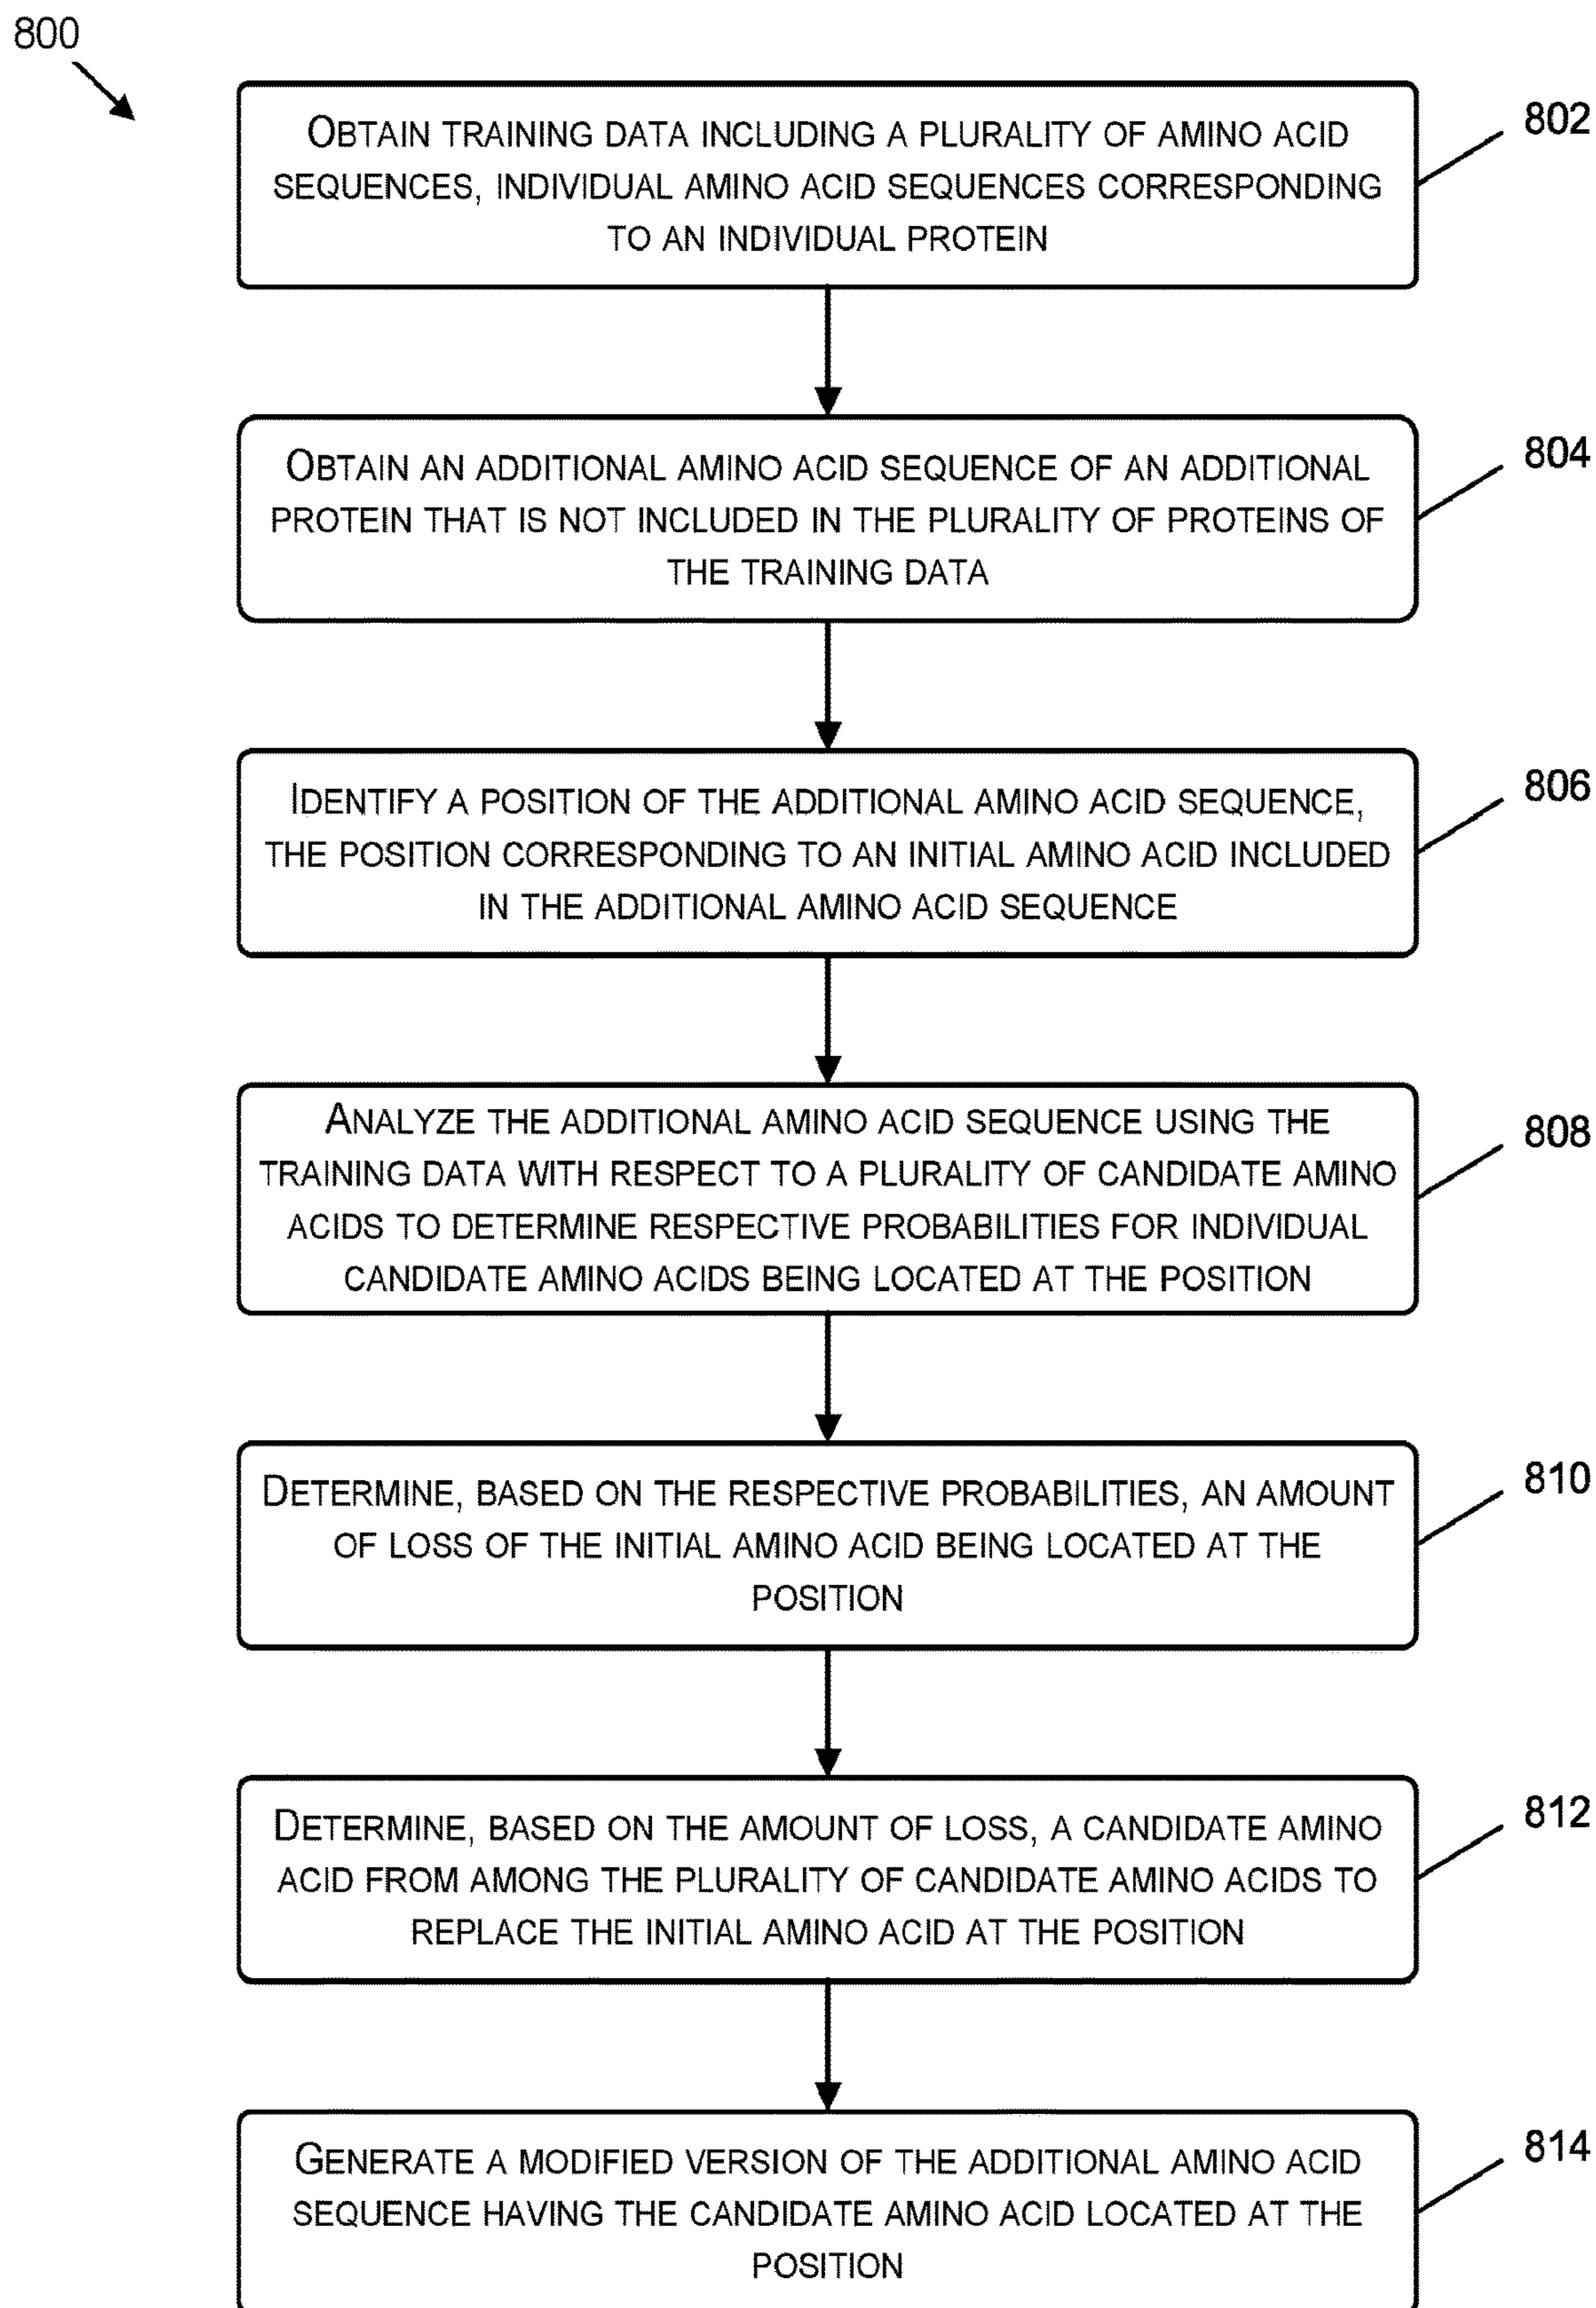 800
OBTAIN TRAINING DATA INCLUDING A PLURALITY OF AMINO ACID
SEQUENCES, INDIVIDUAL AMINO ACID SEQUENCES CORRESPONDING
TO AN INDIVIDUAL PROTEIN
802
OBTAIN AN ADDITIONAL AMINO ACID SEQUENCE OF AN ADDITIONAL
PROTEIN THAT IS NOT INCLUDED IN THE PLURALITY OF PROTEINS OF
THE TRAINING DATA
804
IDENTIFY A POSITION OF THE ADDITIONAL AMINO ACID SEQUENCE,
THE POSITION CORRESPONDING TO AN INITIAL AMINO ACID INCLUDED
IN THE ADDITIONAL AMINO ACID SEQUENCE
806
ANALYZE THE ADDITIONAL AMINO ACID SEQUENCE USING THE
TRAINING DATA WITH RESPECT TO A PLURALITY OF CANDIDATE AMINO
ACIDS TO DETERMINE RESPECTIVE PROBABILITIES FOR INDIVIDUAL
CANDIDATE AMINO ACIDS BEING LOCATED AT THE POSITION
808
DETERMINE, BASED ON THE RESPECTIVE PROBABILITIES, AN AMOUNT
OF LOSS OF THE INITIAL AMINO ACID BEING LOCATED AT THE
POSITION
810
DETERMINE, BASED ON THE AMOUNT OF LOSS, A CANDIDATE AMINO
ACID FROM AMONG THE PLURALITY OF CANDIDATE AMINO ACIDS TO
REPLACE THE INITIAL AMINO ACID AT THE POSITION
812
GENERATE A MODIFIED VERSION OF THE ADDITIONAL AMINO ACID
SEQUENCE HAVING THE CANDIDATE AMINO ACID LOCATED AT THE
POSITION
814